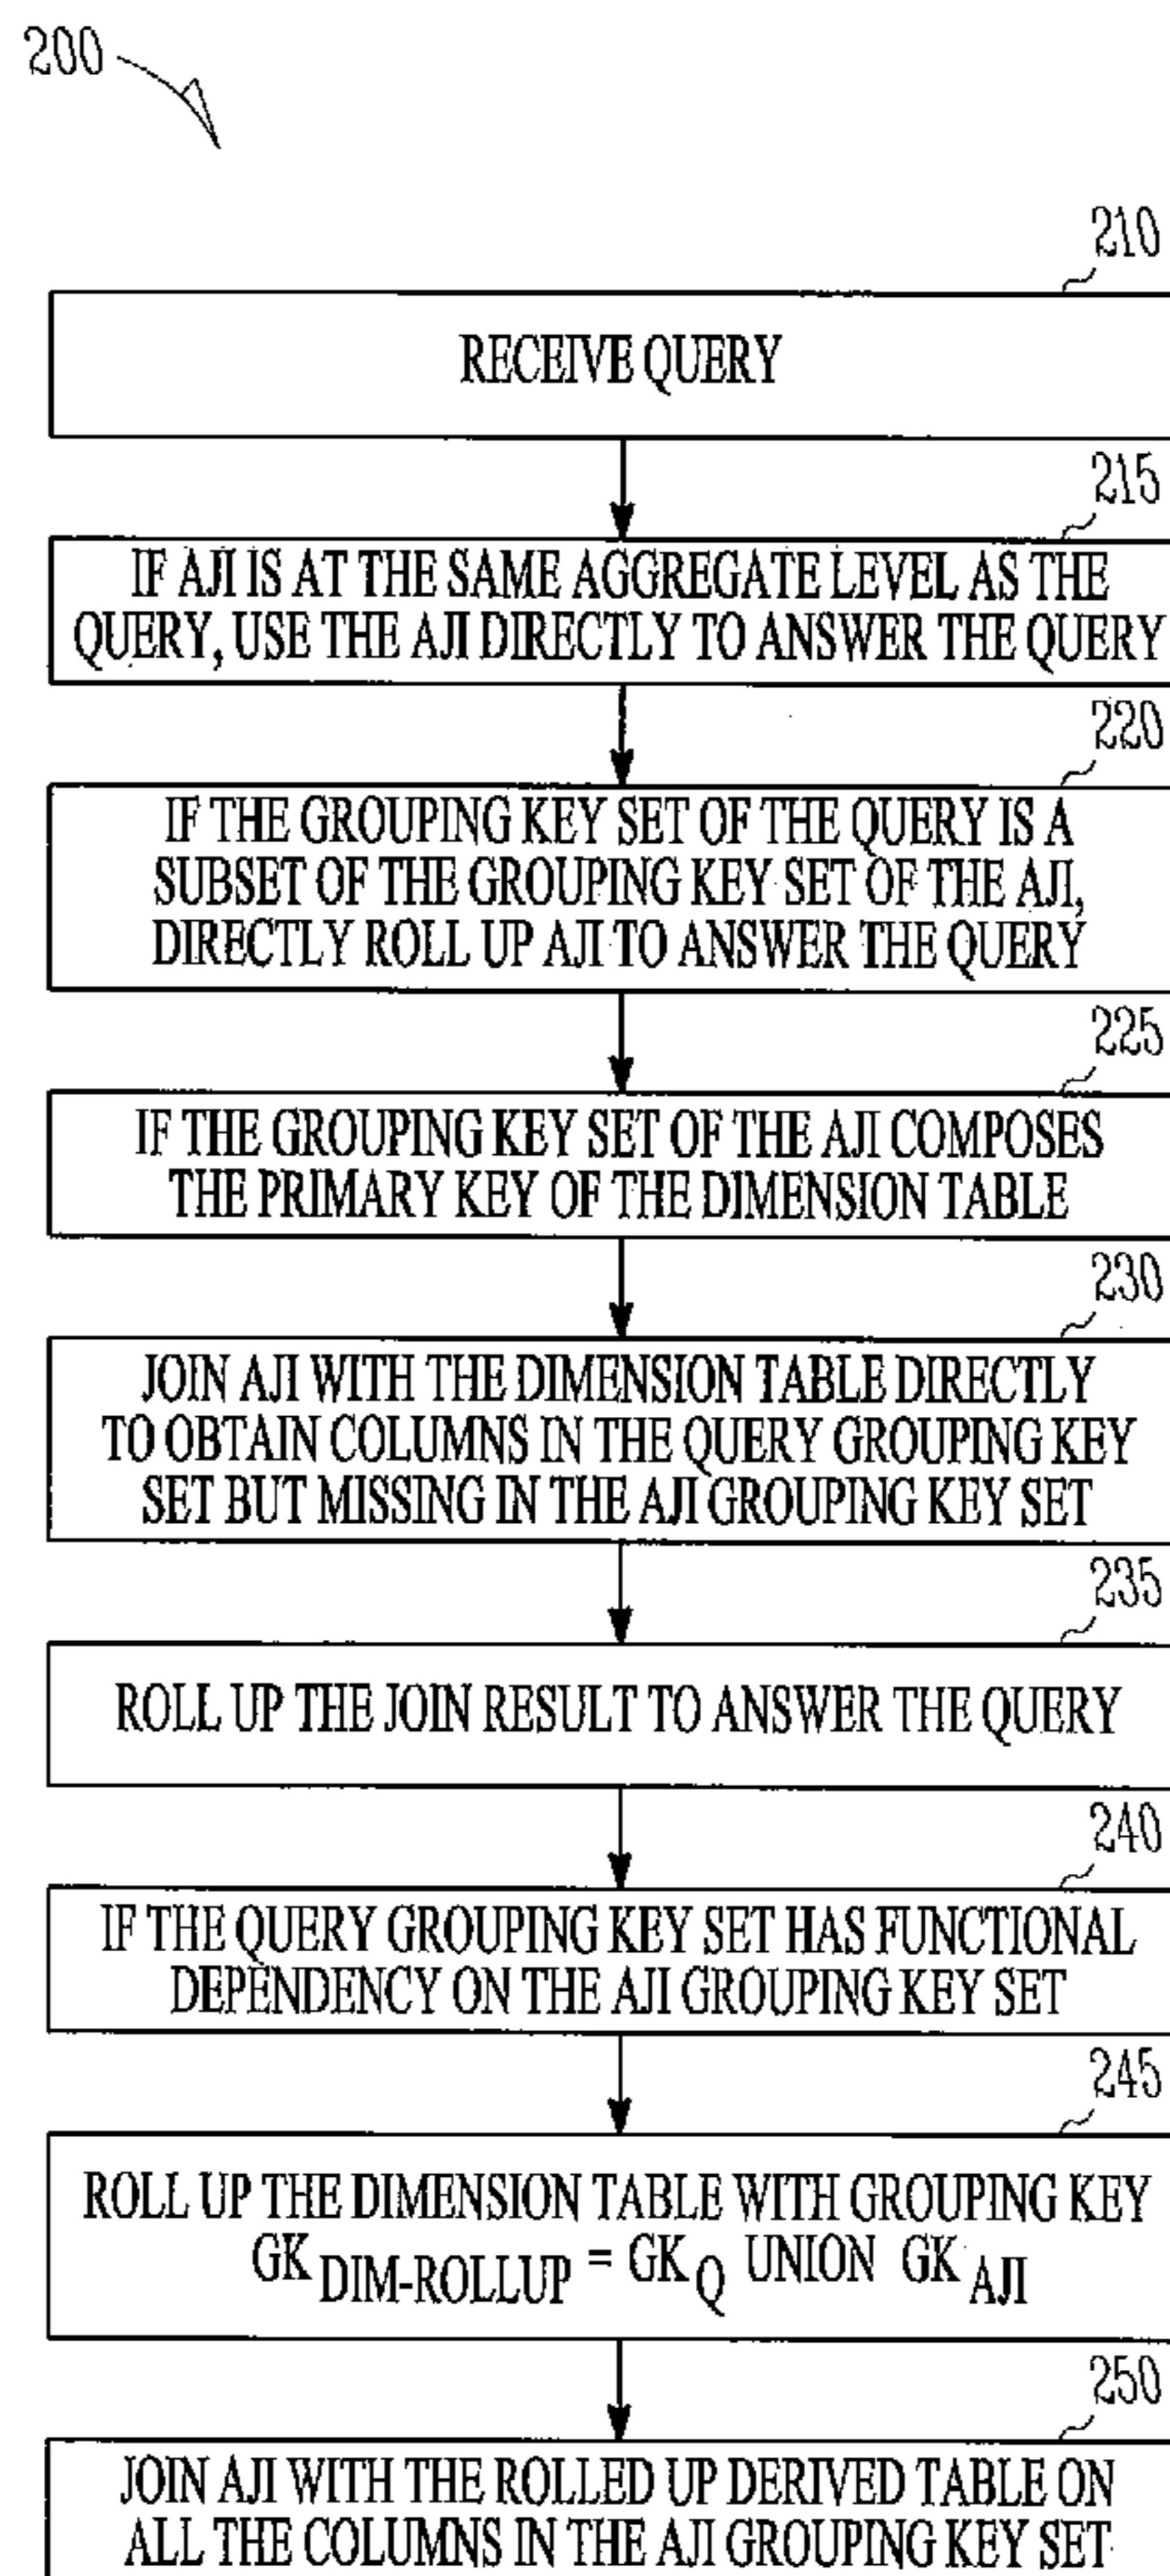 200
210
RECEIVE QUERY
215
IF AJI IS AT THE SAME AGGREGATE LEVEL AS THE
QUERY, USE THE AJI DIRECTLY TO ANSWER THE QUERY
220
IF THE GROUPING KEY SET OF THE QUERY IS A
SUBSET OF THE GROUPING KEY SET OF THE AJI,
DIRECTLY ROLL UP AJI TO ANSWER THE QUERY
225
IF THE GROUPING KEY SET OF THE AJI COMPOSES
THE PRIMARY KEY OF THE DIMENSION TABLE
230
JOIN AJI WITH THE DIMENSION TABLE DIRECTLY
TO OBTAIN COLUMNS IN THE QUERY GROUPING KEY
SET BUT MISSING IN THE AJI GROUPING KEY SET
235
ROLL UP THE JOIN RESULT TO ANSWER THE QUERY
240
IF THE QUERY GROUPING KEY SET HAS FUNCTIONAL
DEPENDENCY ON THE AJI GROUPING KEY SET
245
ROLL UP THE DIMENSION TABLE WITH GROUPING KEY
GK DIM-ROLLUP = GK Q UNION GK AJI
250
JOIN AJI WITH THE ROLLED UP DERIVED TABLE ON
ALL THE COLUMNS IN THE AJI GROUPING KEY SET